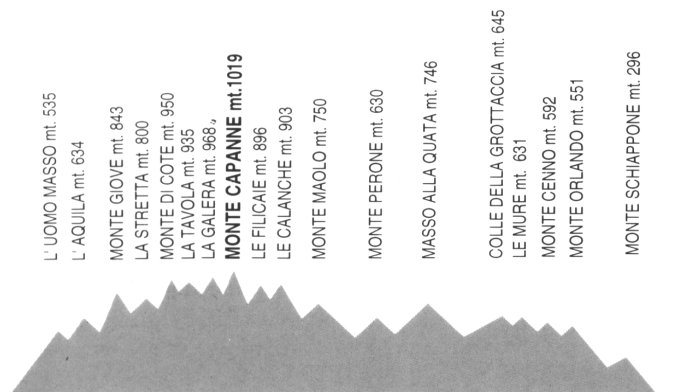 L' UOMO MASSO mt. 535
L' AQUILA mt. 634
MONTE GIOVE mt. 843
LA STRETTA mt. 800
MONTE DI COTE mt. 950
LA TAVOLA mt. 935
LA GALERA mt. 968
MONTE CAPANNE mt.1019
LE FILICAIE mt. 896
LE CALANCHE mt. 903
MONTE MAOLO mt. 750
MONTE PERONE mt. 630
MASSO ALLA QUATA mt. 746
COLLE DELLA GROTTACCIA mt. 645
LE MURE mt. 631
MONTE CENNO mt. 592
MONTE ORLANDO mt. 551
MONTE SCHIAPPONE mt. 296